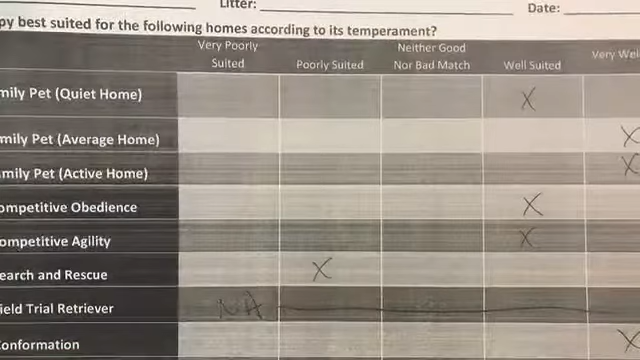 Litter:
Date:
py best suited for the following homes according to its temperament?
Very Poorly Suited Poorly Suited Neither Good Nor Bad Match Well Suited Very Wel
mily Pet (Quiet Home) X
mily Pet (Average Home) X
mily Pet (Active Home) X
ompetitive Obedience X
ompetitive Agility X
earch and Rescue X
ield Trial Retriever NA
onformation X